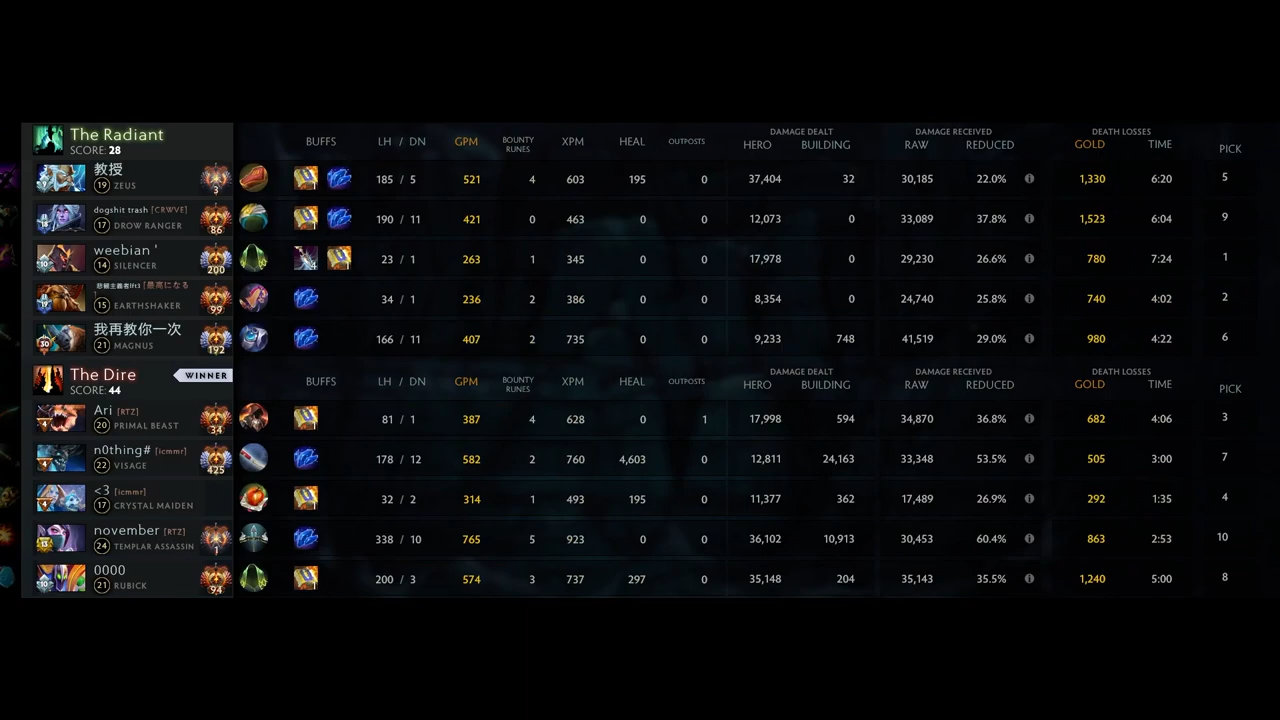 The Radiant
SCORE: 28
BUFFS LH / DN GPM BOUNTY RUNES XPM HEAL OUTPOSTS DAMAGE DEALT HERO BUILDING DAMAGE RECEIVED RAW REDUCED DEATH LOSSES GOLD TIME PICK
教授
19 ZEUS 3 185 / 5 521 4 603 195 0 37,404 32 30,185 22.0% 1,330 6:20 5
dogshit trash [CRWVE]
17 DROW RANGER 86 190 / 11 421 0 463 0 0 12,073 0 33,089 37.8% 1,523 6:04 9
weebian '
14 SILENCER 200 23 / 1 263 1 345 0 0 17,978 0 29,230 26.6% 780 7:24 1
[最高になる
15 EARTHSHAKER 99 34 / 1 236 2 386 0 0 8,354 0 24,740 25.8% 740 4:02 2
我再教你一次
21 MAGNUS 192 166 / 11 407 2 735 0 0 9,233 748 41,519 29.0% 980 4:22 6
The Dire WINNER
SCORE: 44
BUFFS LH / DN GPM BOUNTY RUNES XPM HEAL OUTPOSTS DAMAGE DEALT HERO BUILDING DAMAGE RECEIVED RAW REDUCED DEATH LOSSES GOLD TIME PICK
Ari [RTZ]
20 PRIMAL BEAST 34 81 / 1 387 4 628 0 1 17,998 594 34,870 36.8% 682 4:06 3
n0thing# [icmmr]
22 VISAGE 425 178 / 12 582 2 760 4,603 0 12,811 24,163 33,348 53.5% 505 3:00 7
<3 [icmmr]
17 CRYSTAL MAIDEN 32 / 2 314 1 493 195 0 11,377 362 17,489 26.9% 292 1:35 4
november [RTZ]
24 TEMPLAR ASSASSIN 1 338 / 10 765 5 923 0 0 36,102 10,913 30,453 60.4% 863 2:53 10
0000
21 RUBICK 94 200 / 3 574 3 737 297 0 35,148 204 35,143 35.5% 1,240 5:00 8